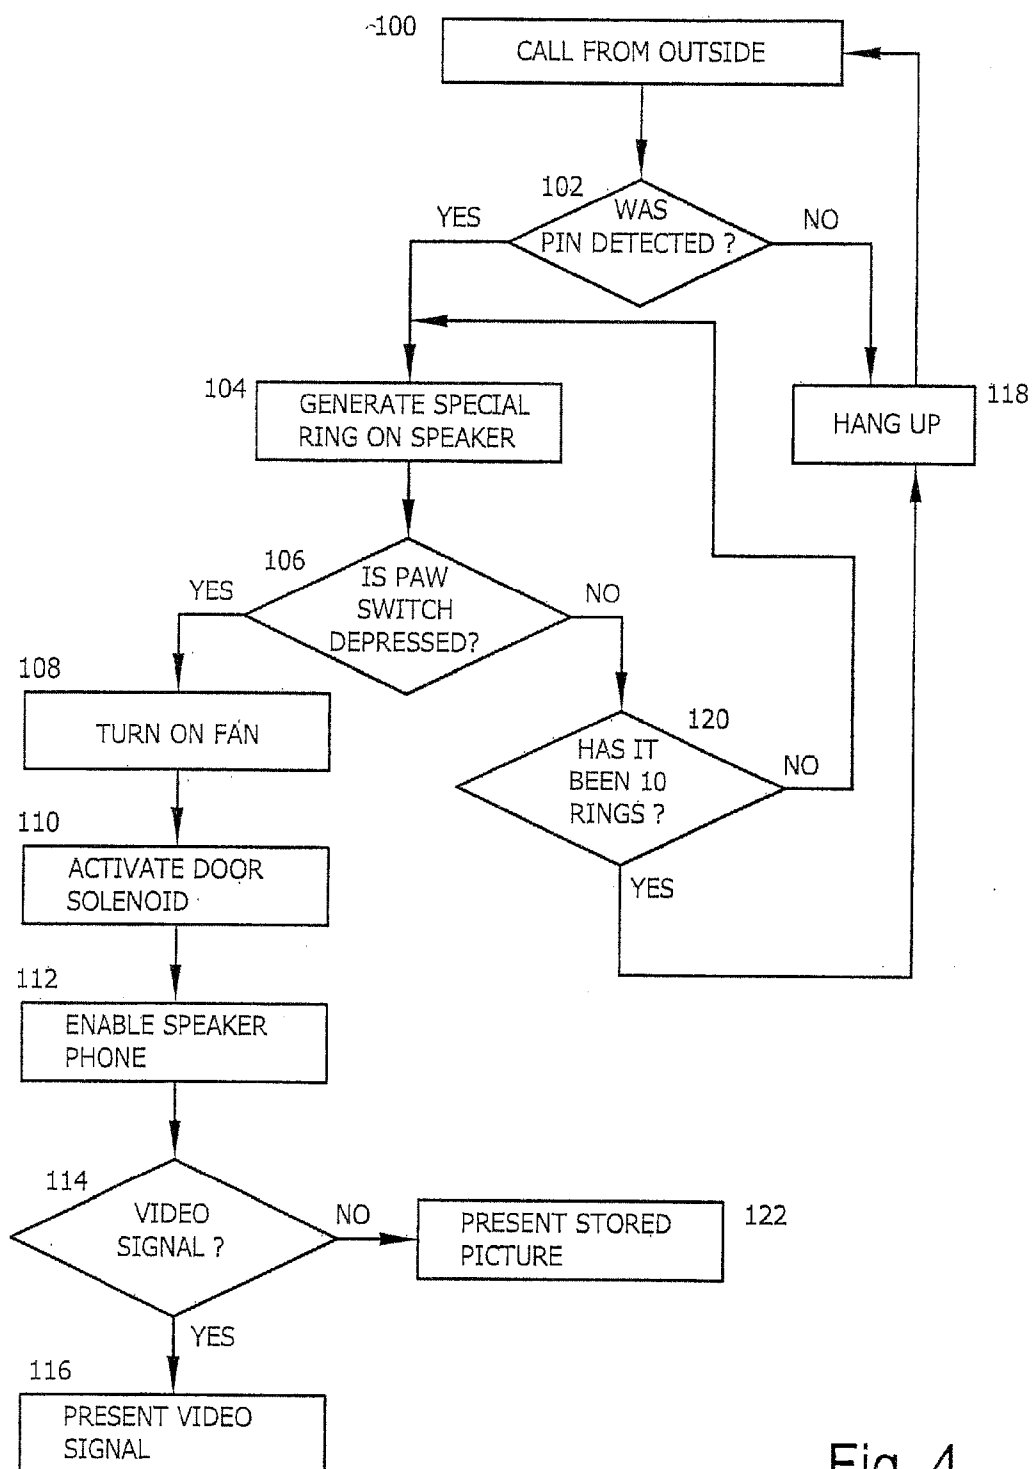 100
CALL FROM OUTSIDE
102
WAS
PIN DETECTED ?
YES
NO
104
GENERATE SPECIAL
RING ON SPEAKER
118
HANG UP
106
IS PAW
SWITCH
DEPRESSED?
YES
NO
108
TURN ON FAN
120
HAS IT
BEEN 10
RINGS ?
NO
YES
110
ACTIVATE DOOR
SOLENOID
112
ENABLE SPEAKER
PHONE
114
VIDEO
SIGNAL ?
NO
YES
PRESENT STORED
PICTURE
122
116
PRESENT VIDEO
SIGNAL
Fig. 4